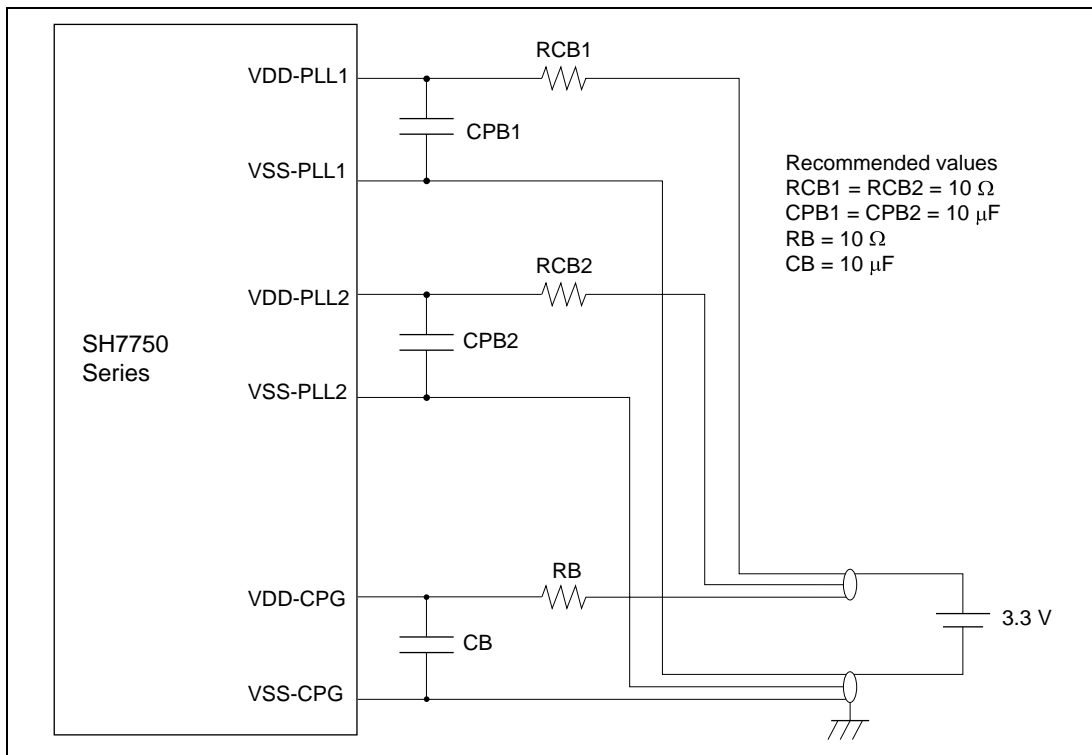 RCB1
VDD-PLL1
CPB1
VSS-PLL1
Recommended values
RCB1 = RCB2 = 10 Ω
CPB1 = CPB2 = 10 μF
RB = 10 Ω
CB = 10 μF
RCB2
VDD-PLL2
CPB2
SH7750
Series
VSS-PLL2
RB
VDD-CPG
3.3 V
CB
VSS-CPG